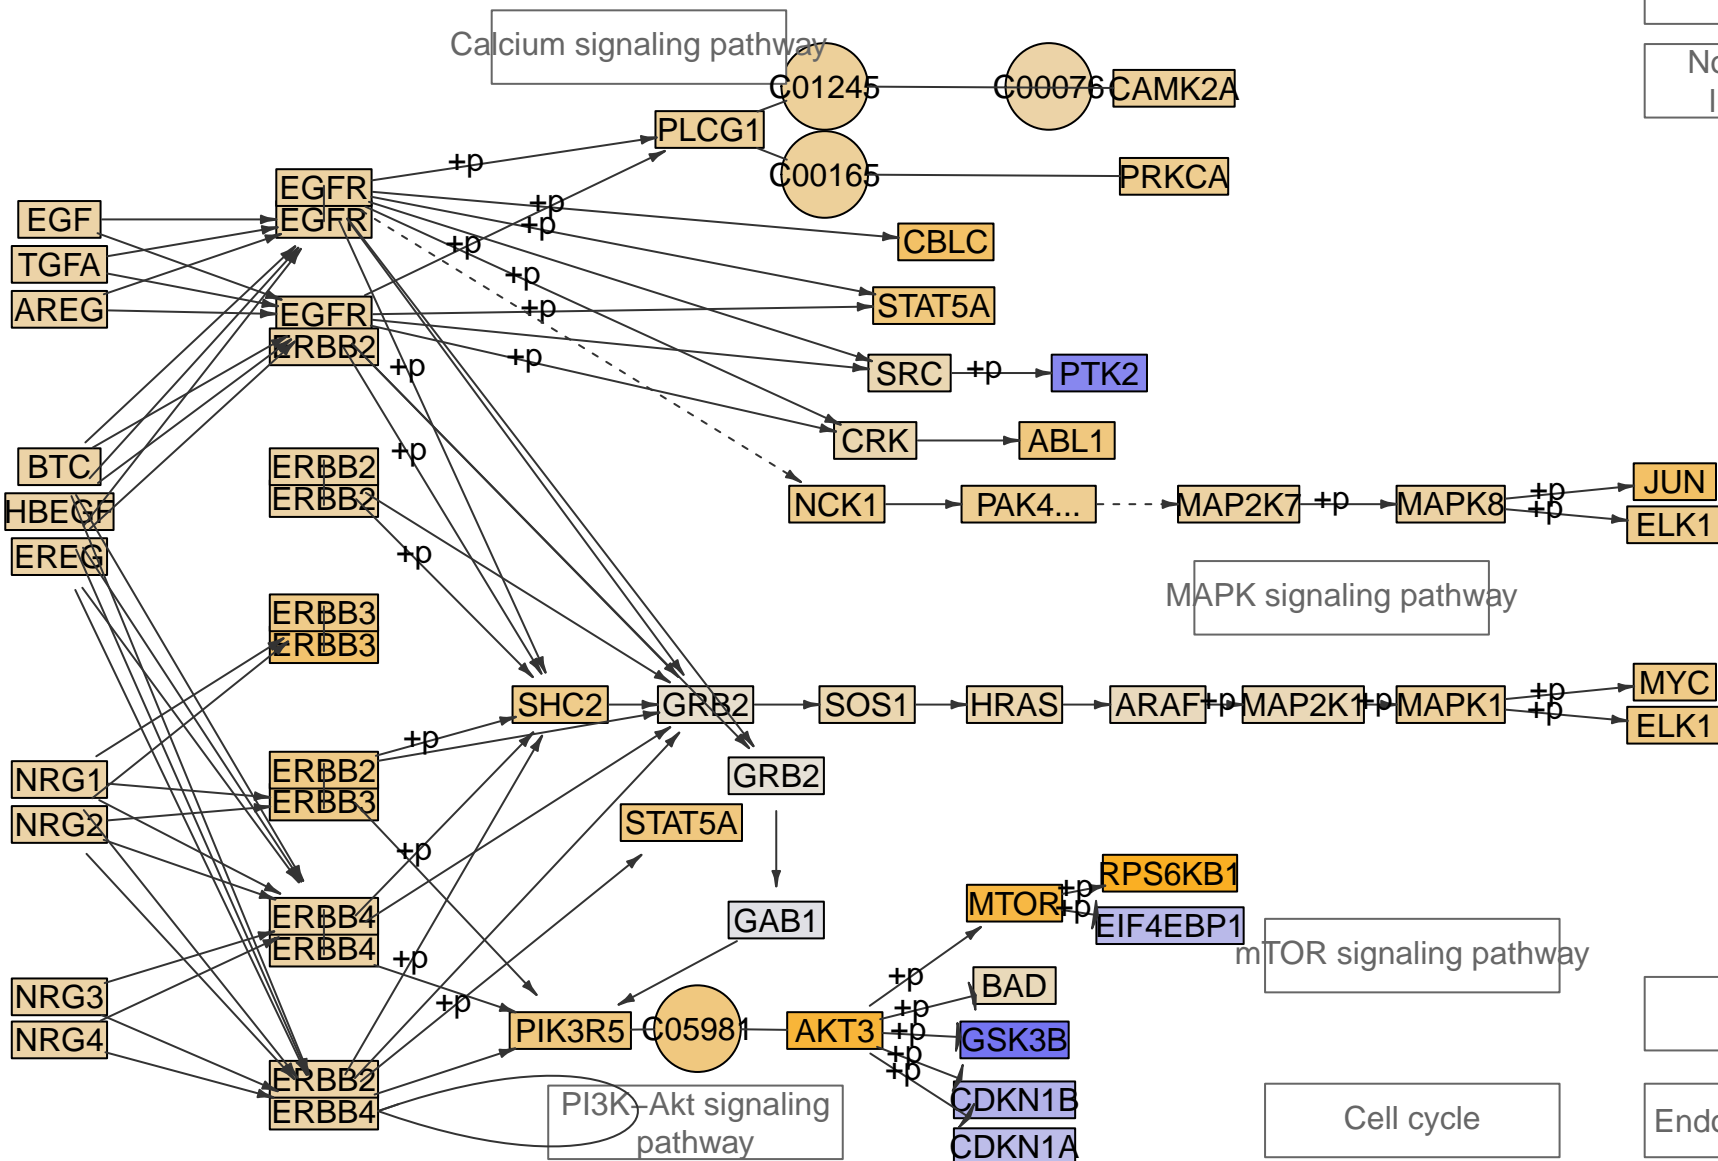 Calcium signaling pathway
No
C01245
C00076
CAMK2A
PLCG1
C00165
PRKCA
+p
EGFR
EGFR
EGF
TGFA
AREG
+p
+p
+p
+p
+p
CBLC
STAT5A
EGFR
ERBB2
+p
+p
SRC
+p
PTK2
CRK
ABL1
BTC
HBEGF
EREG
ERBB2
ERBB2
+p
NCK1
PAK4...
MAP2K7
+p
MAPK8
+p
+p
JUN
ELK1
+p
MAPK signaling pathway
ERBB3
ERBB3
SHC2
GRB2
SOS1
HRAS
ARAF
+p
MAP2K1
+p
MAPK1
+p
+p
MYC
ELK1
+p
NRG1
NRG2
ERBB2
ERBB3
GRB2
STAT5A
+p
RPS6KB1
+p
+p
MTOR
EIF4EBP1
ERBB4
ERBB4
GAB1
mTOR signaling pathway
+p
+p
+p
BAD
NRG3
NRG4
PIK3R5
C05981
AKT3
+p
+p
+p
+p
GSK3B
ERBB2
ERBB4
PI3K−Akt signaling
pathway
CDKN1B
CDKN1A
Cell cycle
Endo